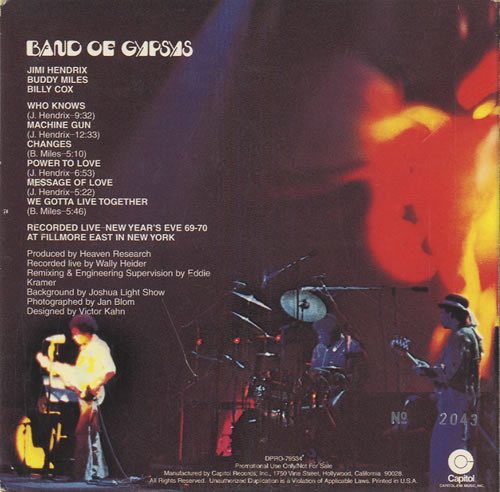 BAND OF GYPSYS
JIMI HENDRIX
BUDDY MILES
BILLY COX
WHO KNOWS
(J. Hendrix–9:32)
MACHINE GUN
(J. Hendrix–12:33)
CHANGES
(B. Miles–5:10)
POWER TO LOVE
(J. Hendrix–6:53)
MESSAGE OF LOVE
(J. Hendrix–5:22)
WE GOTTA LIVE TOGETHER
(B. Miles–5:46)
RECORDED LIVE–NEW YEAR'S EVE 69-70
AT FILLMORE EAST IN NEW YORK
Produced by Heaven Research
Recorded live by Wally Heider
Remixing & Engineering Supervision by Eddie
Kramer
Background by Joshua Light Show
Photographed by Jan Blom
Designed by Victor Kahn
No 2043
DPRO-79534
Promotional Use Only/Not For Sale
Manufactured by Capitol Records, Inc., 1750 Vine Street, Hollywood, California 90028.
All Rights Reserved. Unauthorized Duplication is a Violation of Applicable Laws. Printed in U.S.A.
Capitol
CAPITOL-EMI MUSIC, INC.